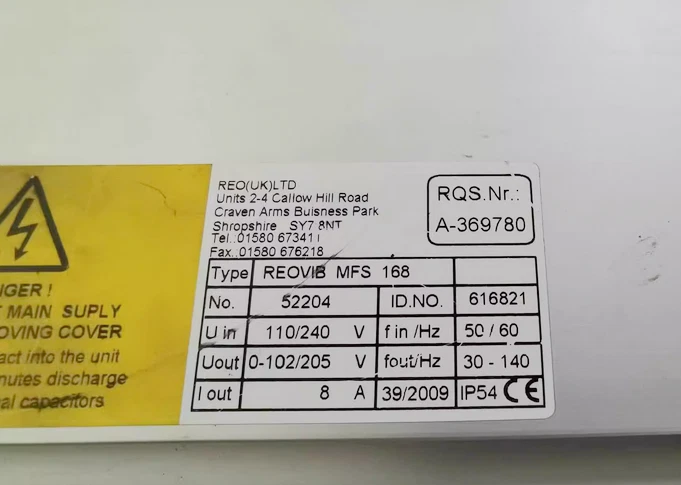 REO(UK)LTD
Units 2-4 Callow Hill Road
Craven Arms Buisness Park
Shropshire SY7 8NT
Tel.:01580 673411
Fax.:01580 676218
RQS.Nr.:
A-369780
Type REOVIB MFS 168
No. 52204 ID.NO. 616821
U in 110/240 V f in /Hz 50 / 60
Uout 0-102/205 V fout/Hz 30 - 140
I out 8 A 39/2009 IP54 CE
NGER !
MAIN SUPLY
OVING COVER
act into the unit
nutes discharge
al capacitors